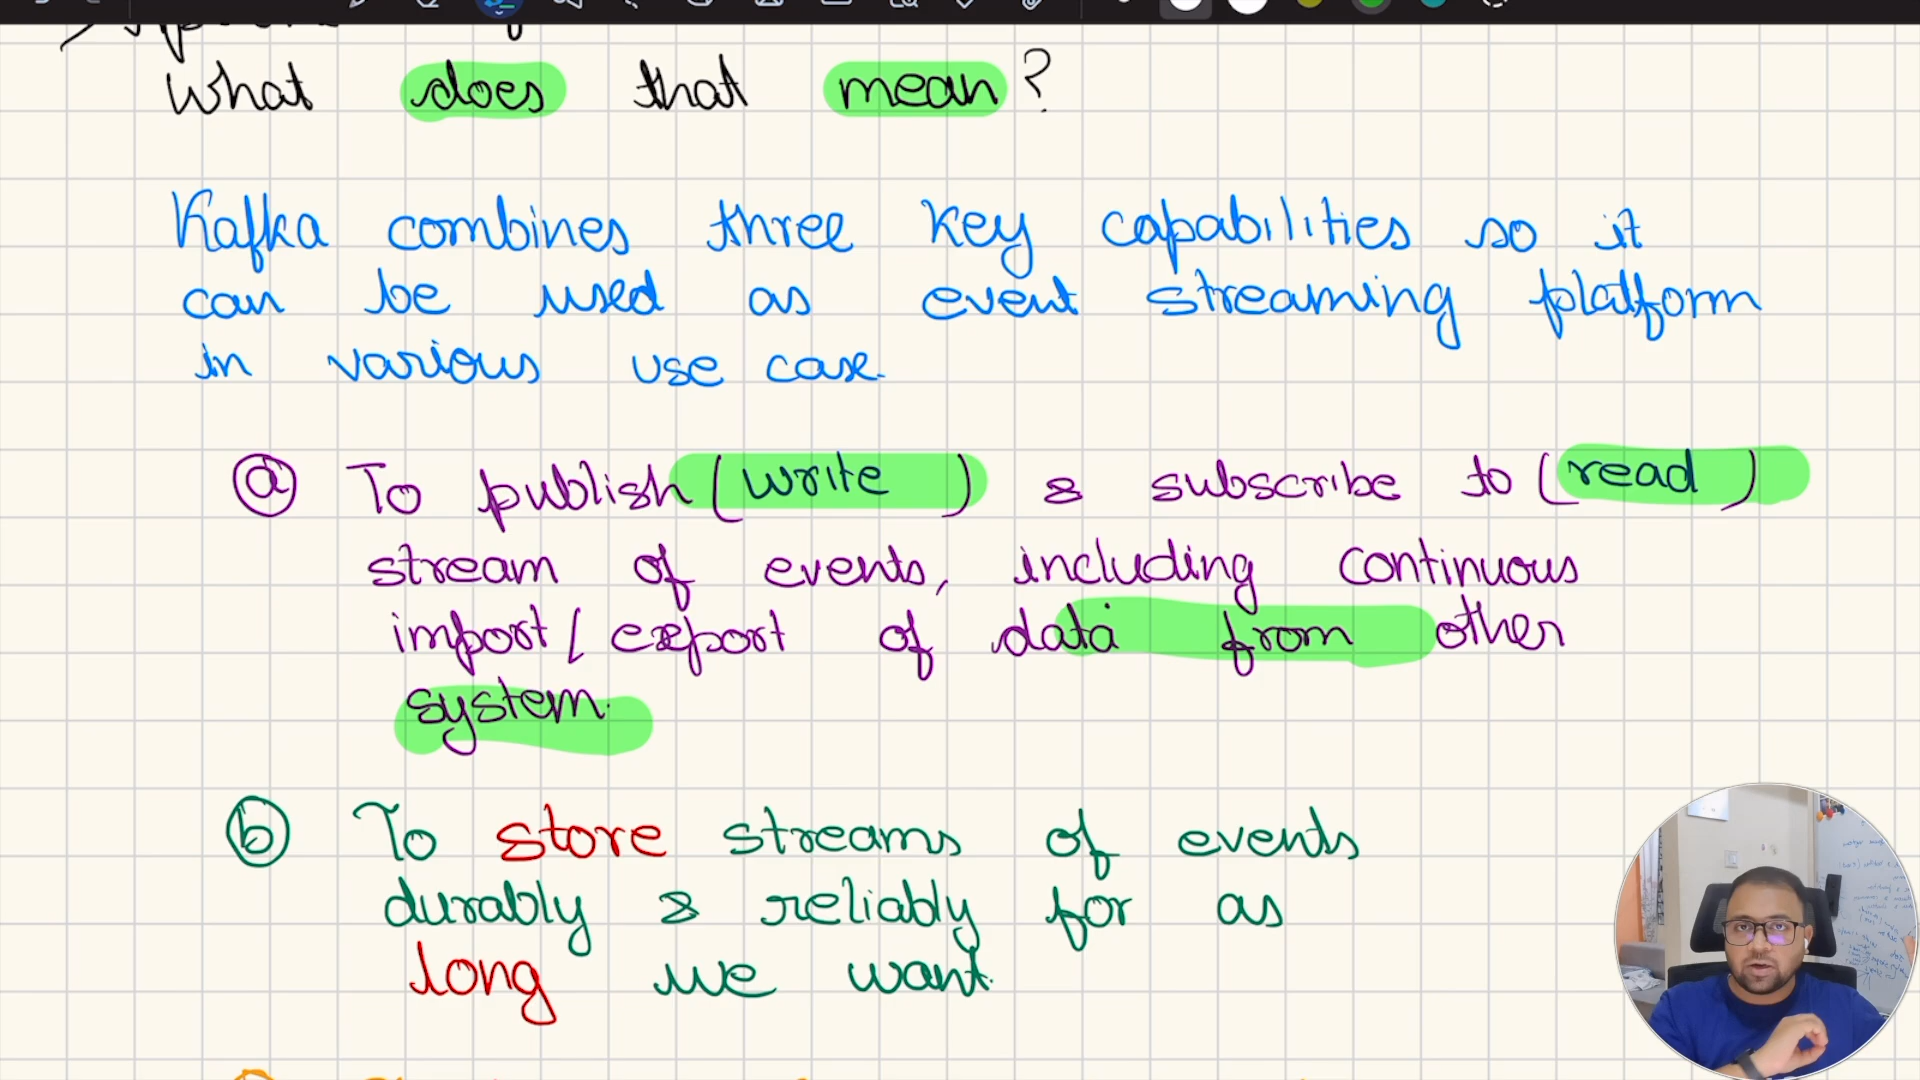 What does that mean?
Kafka combines three key capabilities so it
can be used as event streaming platform
in various use case.
ⓐ To publish (write) & subscribe to (read)
stream of events, including continuous
import/export of data from other
system.
ⓑ To store streams of events
durably & reliably for as
long we want.